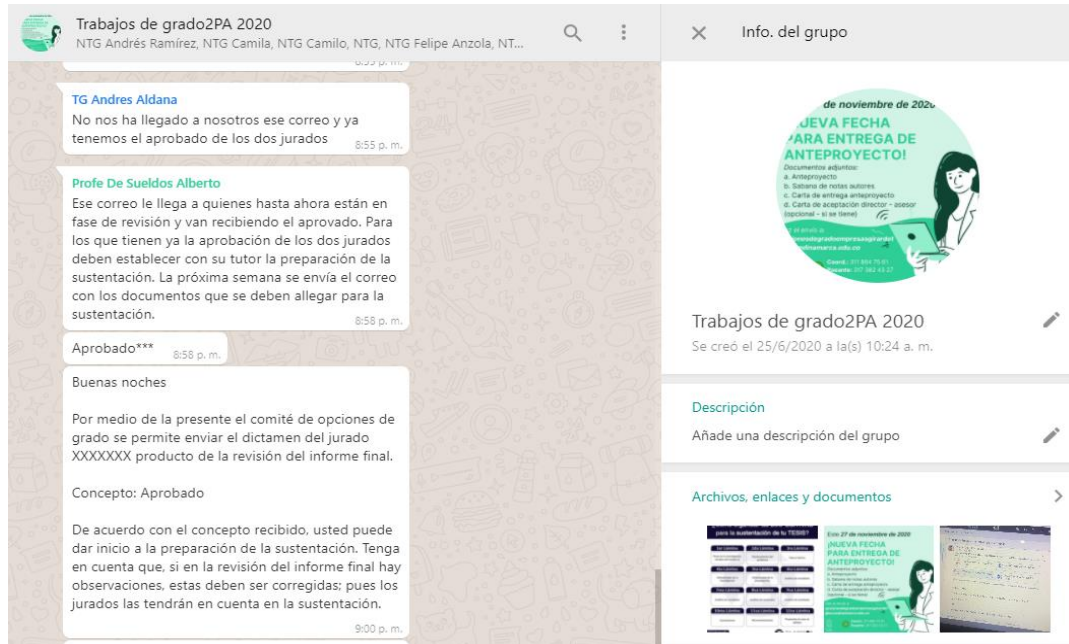 Trabajos de grado2PA 2020
NTG Andrés Ramírez, NTG Camila, NTG Camilo, NTG, NTG Felipe Anzola, NT...
TG Andres Aldana
No nos ha llegado a nosotros ese correo y ya
tenemos el aprobado de los dos jurados
8:55 p. m.
Profe De Sueldos Alberto
Ese correo le llega a quienes hasta ahora están en
fase de revisión y van recibiendo el aprovado. Para
los que tienen ya la aprobación de los dos jurados
deben establecer con su tutor la preparación de la
sustentación. La próxima semana se envía el correo
con los documentos que se deben allegar para la
sustentación.
8:58 p. m.
Aprobado***
8:58 p. m.
Buenas noches
Por medio de la presente el comité de opciones de
grado se permite enviar el dictamen del jurado
XXXXXXX producto de la revisión del informe final.
Concepto: Aprobado
De acuerdo con el concepto recibido, usted puede
dar inicio a la preparación de la sustentación. Tenga
en cuenta que, si en la revisión del informe final hay
observaciones, estas deben ser corregidas; pues los
jurados las tendrán en cuenta en la sustentación.
9:00 p. m.
Info. del grupo
de noviembre de 202
UEVA FECHA
PARA ENTREGA DE
ANTEPROYECTO!
Documentos adjuntos:
a. Anteproyecto
b. Sabana de notas autores
c. Carta de entrega anteproyecto
d. Carta de aceptación director - asesor
(opcional - si se tiene)
Trabajos de grado2PA 2020
Se creó el 25/6/2020 a la(s) 10:24 a. m.
Descripción
Añade una descripción del grupo
Archivos, enlaces y documentos
para la sustentación de tu TESIS?
Este 27 de noviembre de 2020
¡NUEVA FECHA
PARA ENTREGA DE
ANTEPROYECTO!